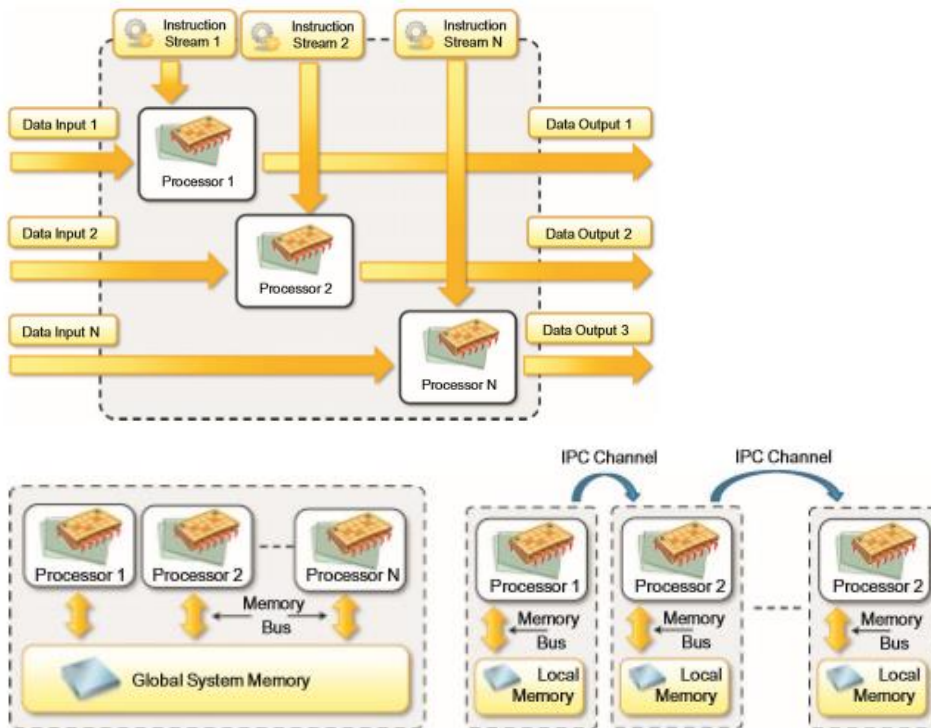 Instruction
Stream 1
Instruction
Stream 2
Instruction
Stream N
Data Input 1
Data Output 1
Processor 1
Data Input 2
Data Output 2
Processor 2
Data Input N
Data Output 3
Processor N
IPC Channel
IPC Channel
Processor 1
Processor 2
Processor N
Memory
Bus
Global System Memory
Processor 1
Processor 2
Processor 2
Memory
Bus
Memory
Bus
Memory
Bus
Local
Memory
Local
Memory
Local
Memory